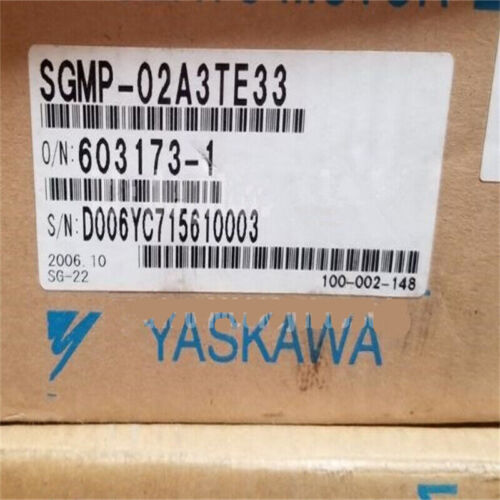 SGMP-02A3TE33
O/N: 603173-1
S/N: D006YC715610003
2006.10
SG-22
100-002-148
YASKAWA